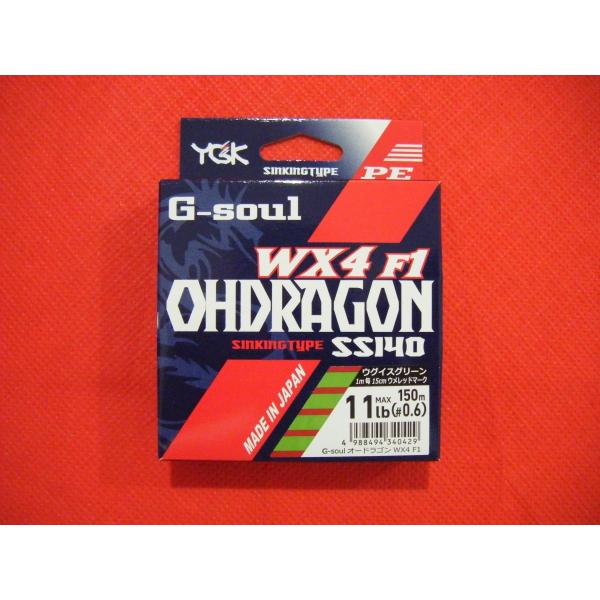 YGK
SINKINGTYPE
PE
G-soul
WX4 F1
OHDRAGON
SINKINGTYPE SS140
MADE IN JAPAN
ウグイスグリーン
1m毎15cmウメレッドマーク
11lb MAX 150m (#0.6)
4 988494 340429
G-soul オードラゴン WX4 F1